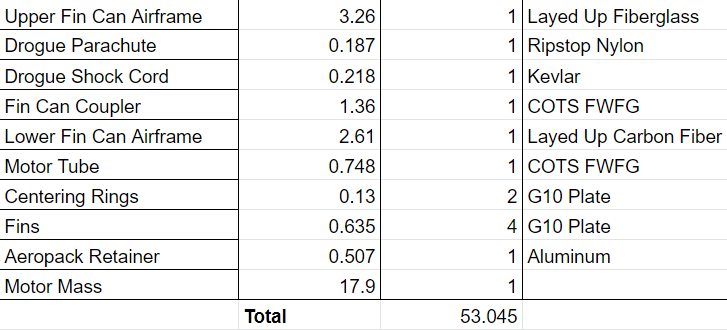 Upper Fin Can Airframe 3.26 1 Layed Up Fiberglass
Drogue Parachute 0.187 1 Ripstop Nylon
Drogue Shock Cord 0.218 1 Kevlar
Fin Can Coupler 1.36 1 COTS FWFG
Lower Fin Can Airframe 2.61 1 Layed Up Carbon Fiber
Motor Tube 0.748 1 COTS FWFG
Centering Rings 0.13 2 G10 Plate
Fins 0.635 4 G10 Plate
Aeropack Retainer 0.507 1 Aluminum
Motor Mass 17.9 1
Total 53.045